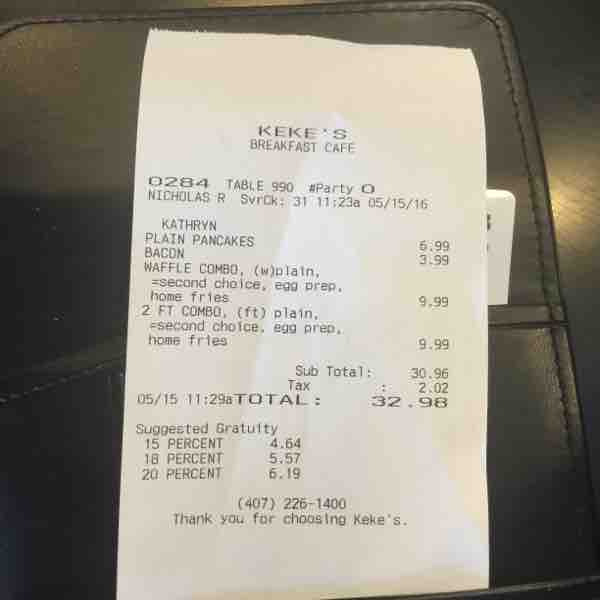 KEKE'S
BREAKFAST CAFE
0284 TABLE 990 #Party 0
NICHOLAS R SvrCk: 31 11:23a 05/15/16
KATHRYN
PLAIN PANCAKES 6.99
BACON 3.99
WAFFLE COMBO, (w)plain,
=second choice, egg prep,
home fries 9.99
2 FT COMBO, (ft) plain,
=second choice, egg prep,
home fries 9.99
Sub Total: 30.96
Tax : 2.02
05/15 11:29aTOTAL: 32.98
Suggested Gratuity
15 PERCENT 4.64
18 PERCENT 5.57
20 PERCENT 6.19
(407) 226-1400
Thank you for choosing Keke's.